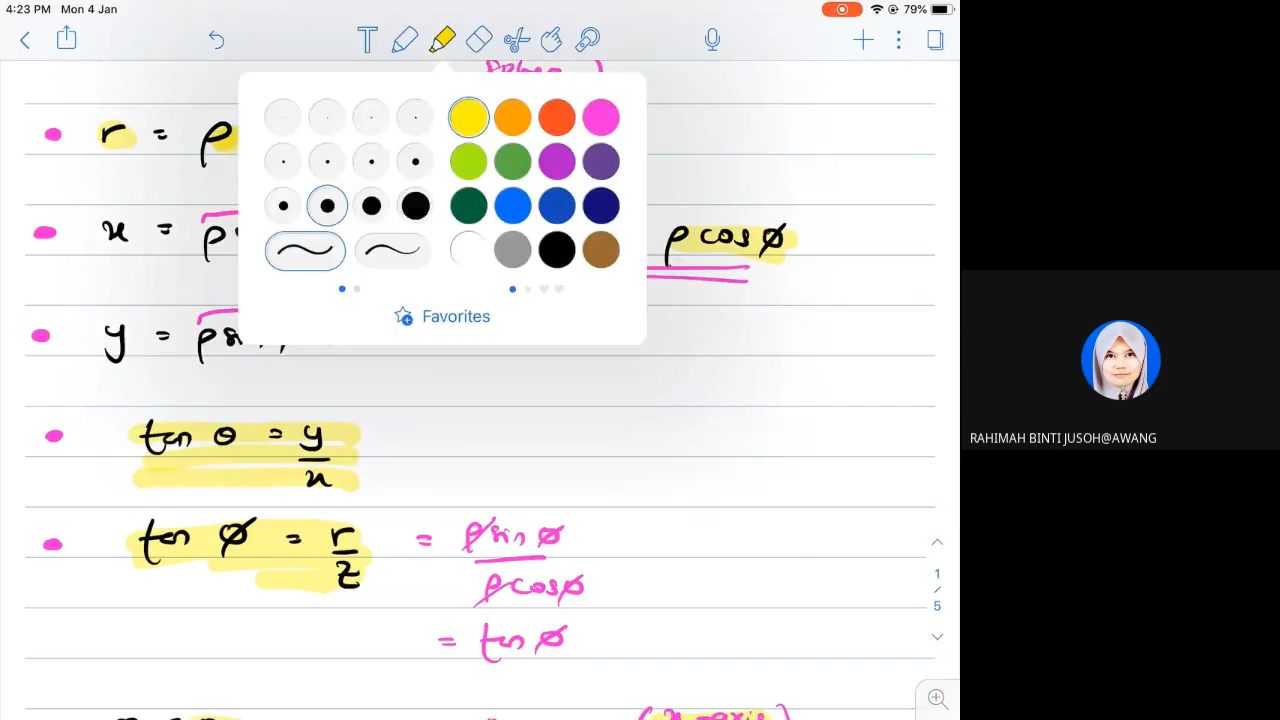 4:23 PM Mon 4 Jan
79%
T
r = ρ
x = ρ
ρ cos φ
y = ρ
Favorites
tan θ = y/x
tan φ = r/z = ρ sin φ / ρ cos φ
= tan φ
1
/
5
RAHIMAH BINTI JUSOH@AWANG